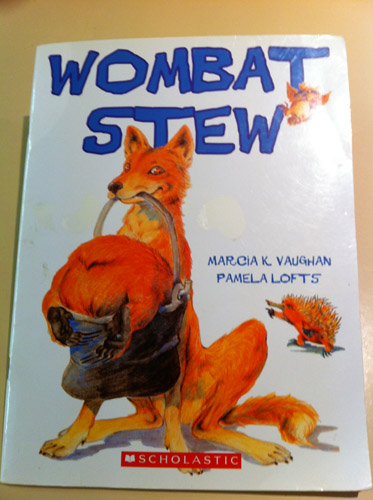 WOMBAT
STEW
MARCIA K. VAUGHAN
PAMELA LOFTS
SCHOLASTIC